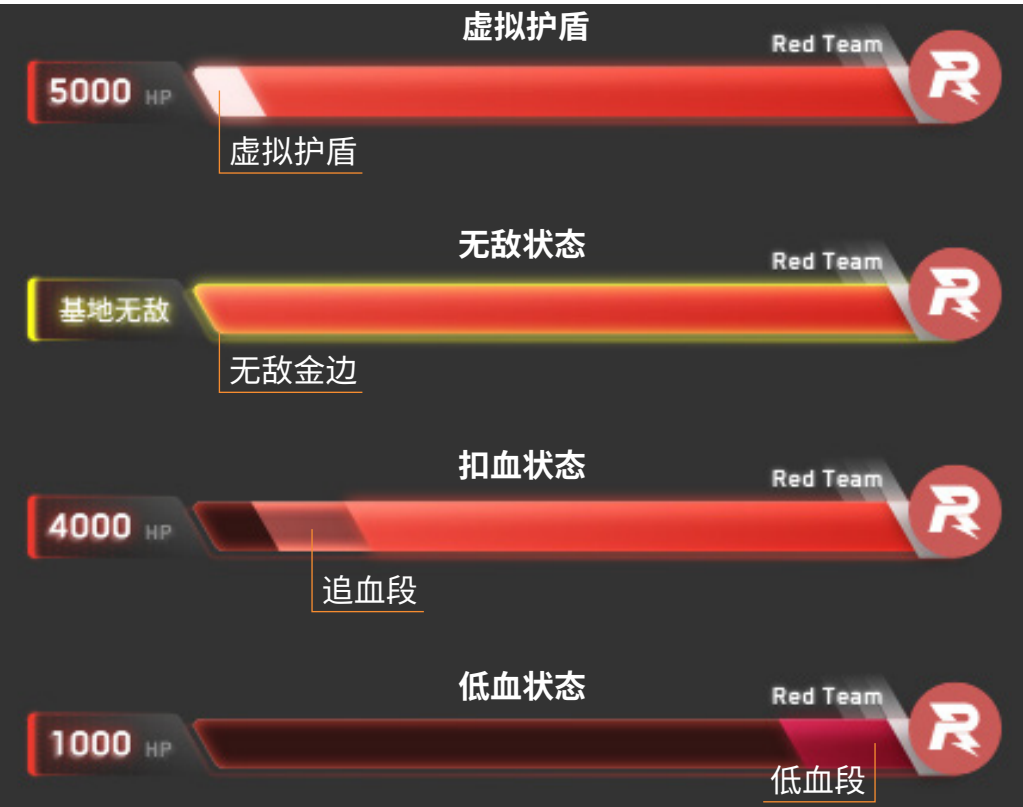 虚拟护盾
Red Team
5000 HP
虚拟护盾
无敌状态
Red Team
基地无敌
无敌金边
扣血状态
Red Team
4000 HP
追血段
低血状态
Red Team
1000 HP
低血段